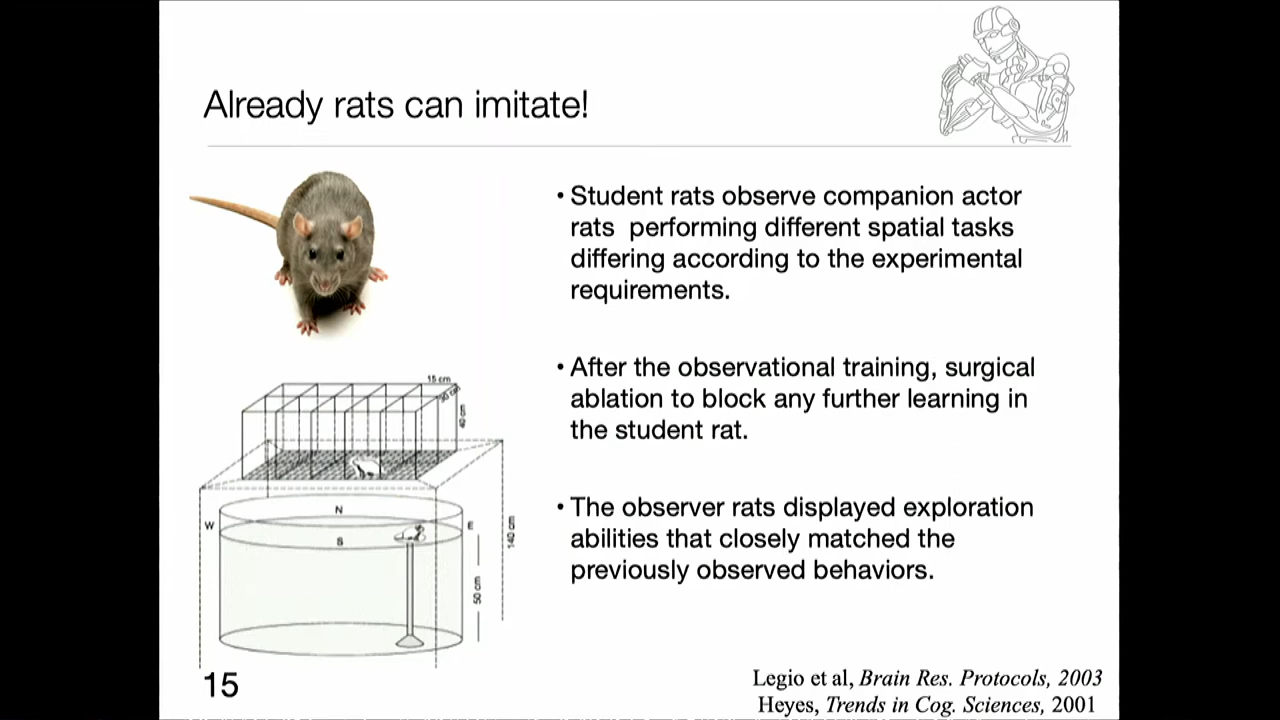 Already rats can imitate!
• Student rats observe companion actor
rats performing different spatial tasks
differing according to the experimental
requirements.
• After the observational training, surgical
ablation to block any further learning in
the student rat.
• The observer rats displayed exploration
abilities that closely matched the
previously observed behaviors.
15 cm
40 cm
N
W
E
S
140 cm
50 cm
15
Legio et al, Brain Res. Protocols, 2003
Heyes, Trends in Cog. Sciences, 2001